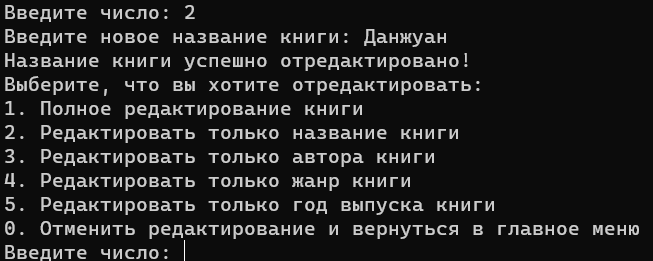 Введите число: 2
Введите новое название книги: Данжуан
Название книги успешно отредактировано!
Выберите, что вы хотите отредактировать:
1. Полное редактирование книги
2. Редактировать только название книги
3. Редактировать только автора книги
4. Редактировать только жанр книги
5. Редактировать только год выпуска книги
0. Отменить редактирование и вернуться в главное меню
Введите число: